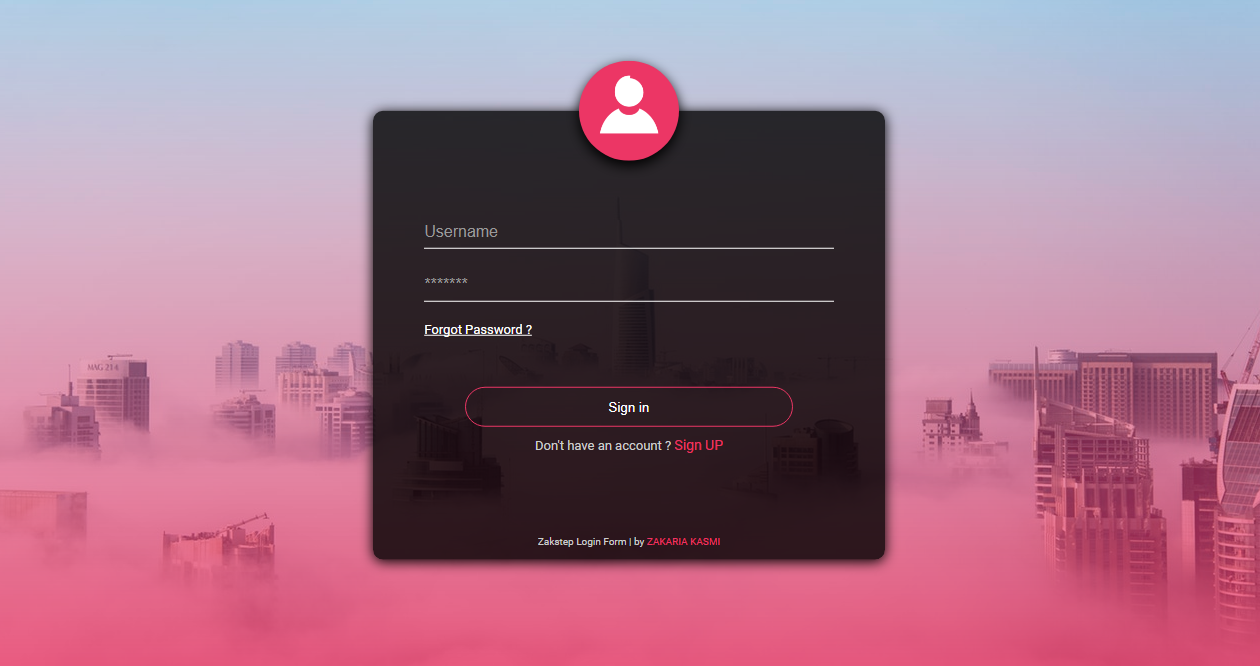 MAG 214
Username
*******
Forgot Password ?
Sign in
Don't have an account ? Sign UP
Zakstep Login Form | by ZAKARIA KASMI